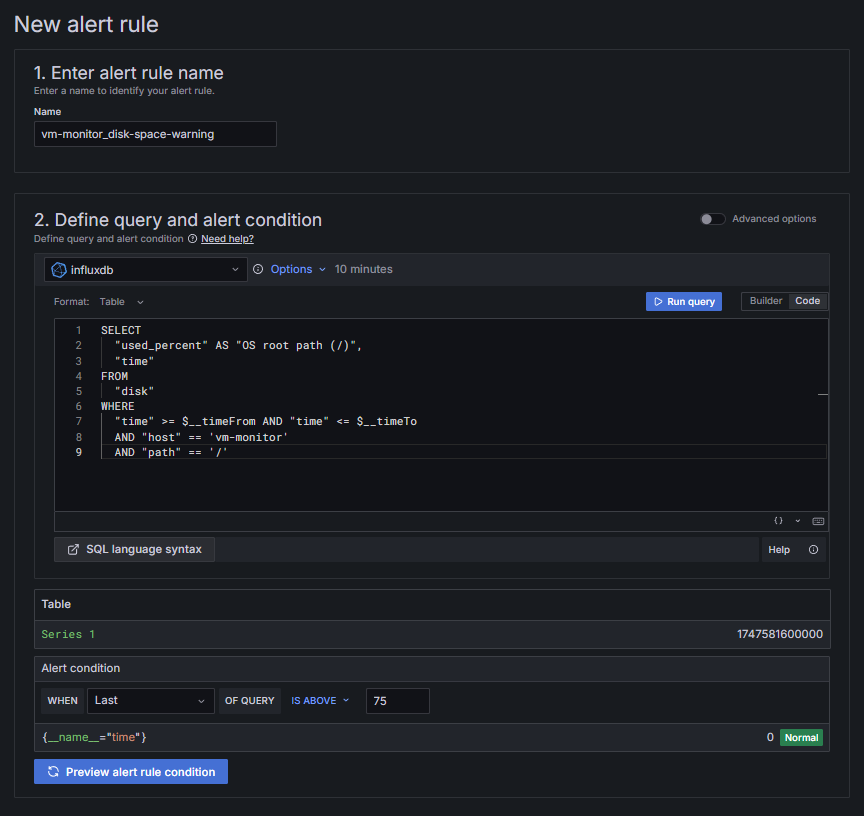 New alert rule
1. Enter alert rule name
Enter a name to identify your alert rule.
Name
vm-monitor_disk-space-warning
2. Define query and alert condition
Advanced options
Define query and alert condition Need help?
influxdb Options 10 minutes
Format: Table Run query Builder Code
1 SELECT
2 "used_percent" AS "OS root path (/)",
3 "time"
4 FROM
5 "disk"
6 WHERE
7 "time" >= $__timeFrom AND "time" <= $__timeTo
8 AND "host" == 'vm-monitor'
9 AND "path" == '/'
{}
SQL language syntax Help
Table
Series 1 1747581600000
Alert condition
WHEN Last OF QUERY IS ABOVE 75
{__name__="time"} 0 Normal
Preview alert rule condition